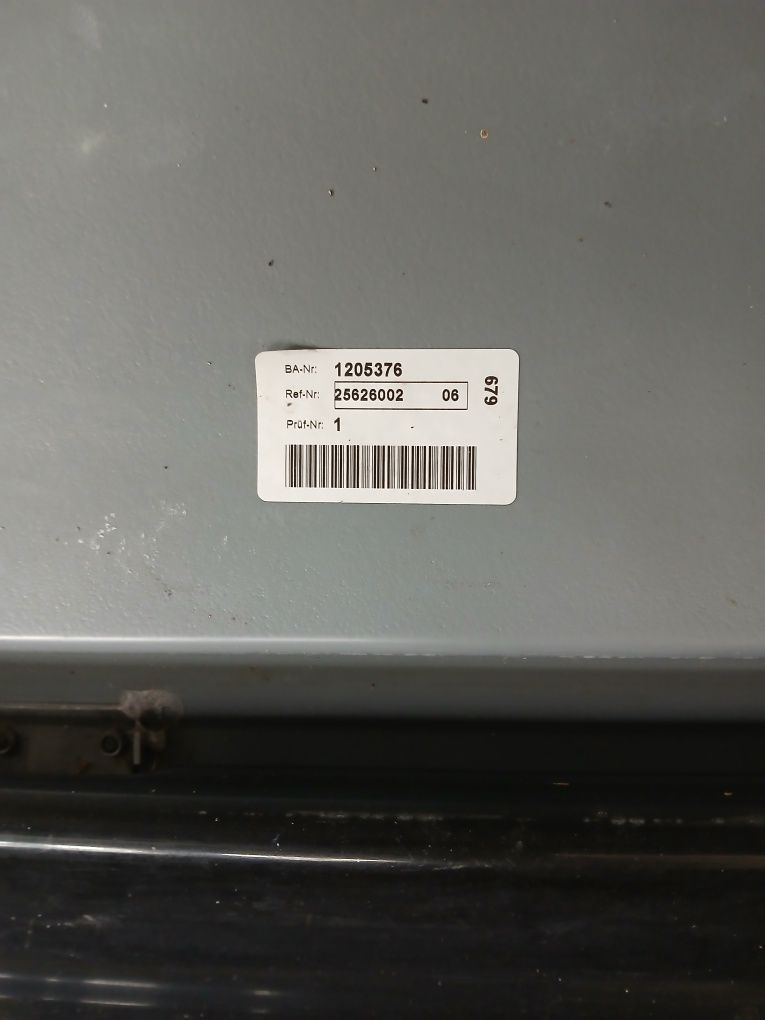 BA-Nr: 1205376
Ref-Nr: 25626002 06
Prüf-Nr: 1
679